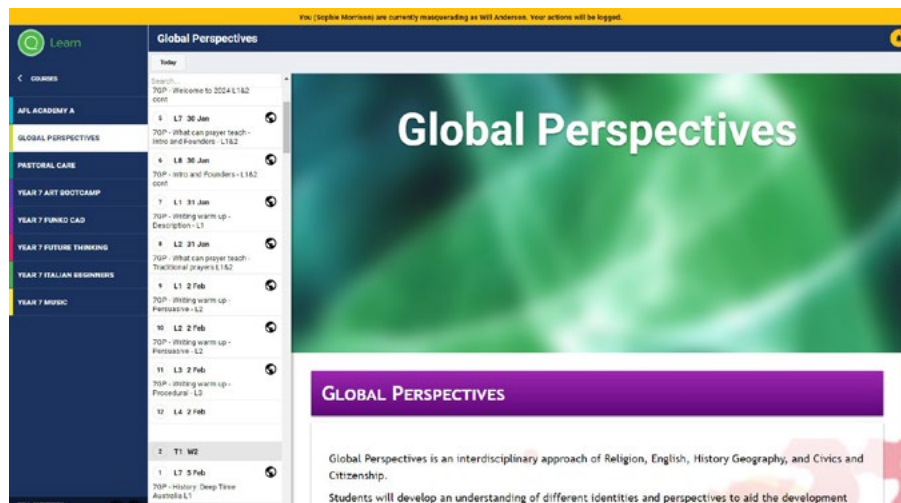 You (Sophie Morrison) are currently masquerading as Will Anderson. Your actions will be logged.
Learn
Global Perspectives
Today
COURSES
AFL ACADEMY A
GLOBAL PERSPECTIVES
PASTORAL CARE
YEAR 7 ART BOOTCAMP
YEAR 7 FUNKO CAD
YEAR 7 FUTURE THINKING
YEAR 7 ITALIAN BEGINNERS
YEAR 7 MUSIC
Search...
7GP - Welcome to 2024 L1&2
cont
5 L7 30 Jan
7GP - What can prayer teach -
Intro and Founders - L1&2
6 L8 30 Jan
7GP - Intro and Founders - L1&2
cont
7 L1 31 Jan
7GP - Writing warm up -
Description - L1
8 L2 31 Jan
7GP - What can prayer teach -
Traditional prayers L1&2
9 L1 2 Feb
7GP - Writing warm up -
Persuasive - L2
10 L2 2 Feb
7GP - Writing warm up -
Persuasive - L2
11 L3 2 Feb
7GP - Writing warm up -
Procedural - L3
12 L4 2 Feb
2 T1 W2
1 L7 5 Feb
7GP - History: Deep Time
Australia L1
Global Perspectives
GLOBAL PERSPECTIVES
Global Perspectives is an interdisciplinary approach of Religion, English, History Geography, and Civics and
Citizenship.
Students will develop an understanding of different identities and perspectives to aid the development